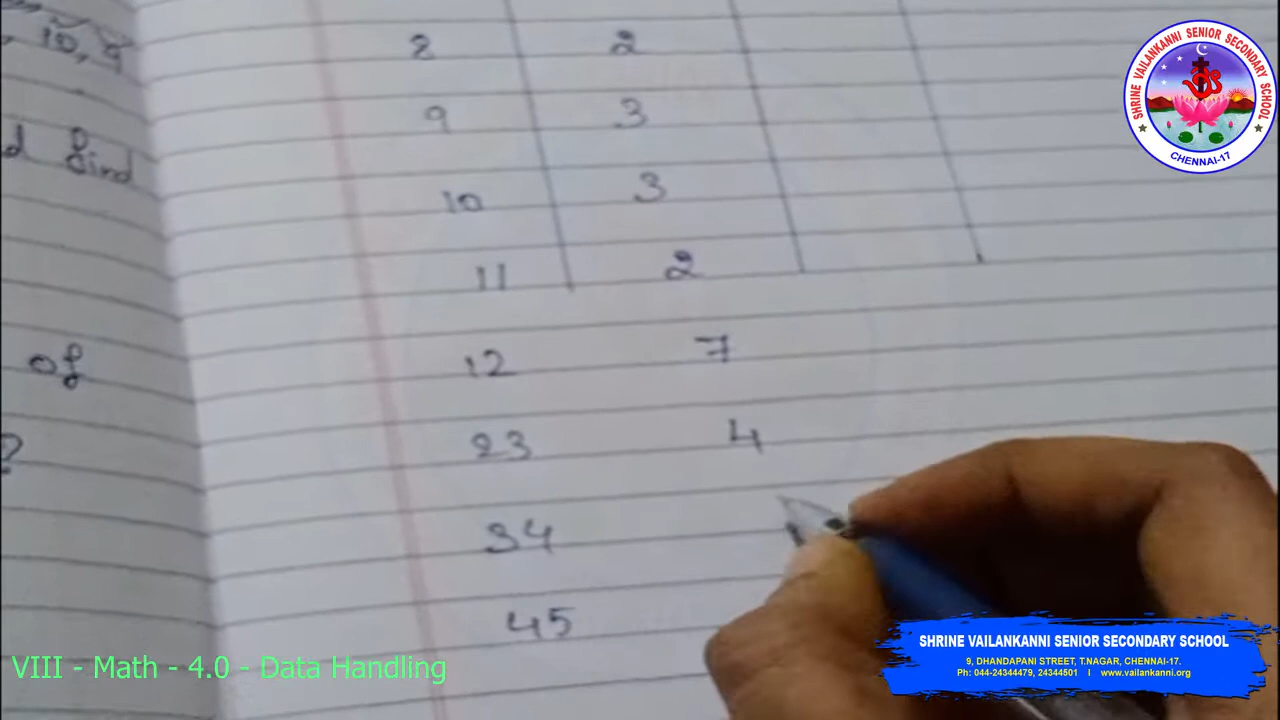 10, 9
8 2
9 3
find
10 3
11 2
of
12 7
23 4
?
34
45
VIII - Math - 4.0 - Data Handling
SHRINE VAILANKANNI SENIOR SECONDARY SCHOOL
CHENNAI-17
SHRINE VAILANKANNI SENIOR SECONDARY SCHOOL
9, DHANDAPANI STREET, T.NAGAR, CHENNAI-17.
Ph: 044-24344479, 24344501 I www.vailankanni.org